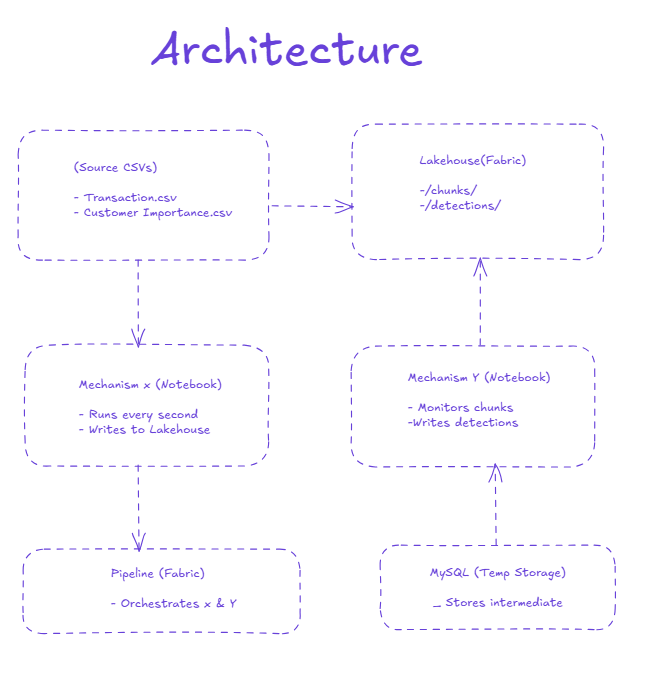 Architecture
(Source CSVs)
- Transaction.csv
- Customer Importance.csv
Lakehouse(Fabric)
-/chunks/
-/detections/
Mechanism x (Notebook)
- Runs every second
- Writes to Lakehouse
Mechanism Y (Notebook)
- Monitors chunks
-Writes detections
Pipeline (Fabric)
- Orchestrates x & Y
MySQL (Temp Storage)
_ Stores intermediate